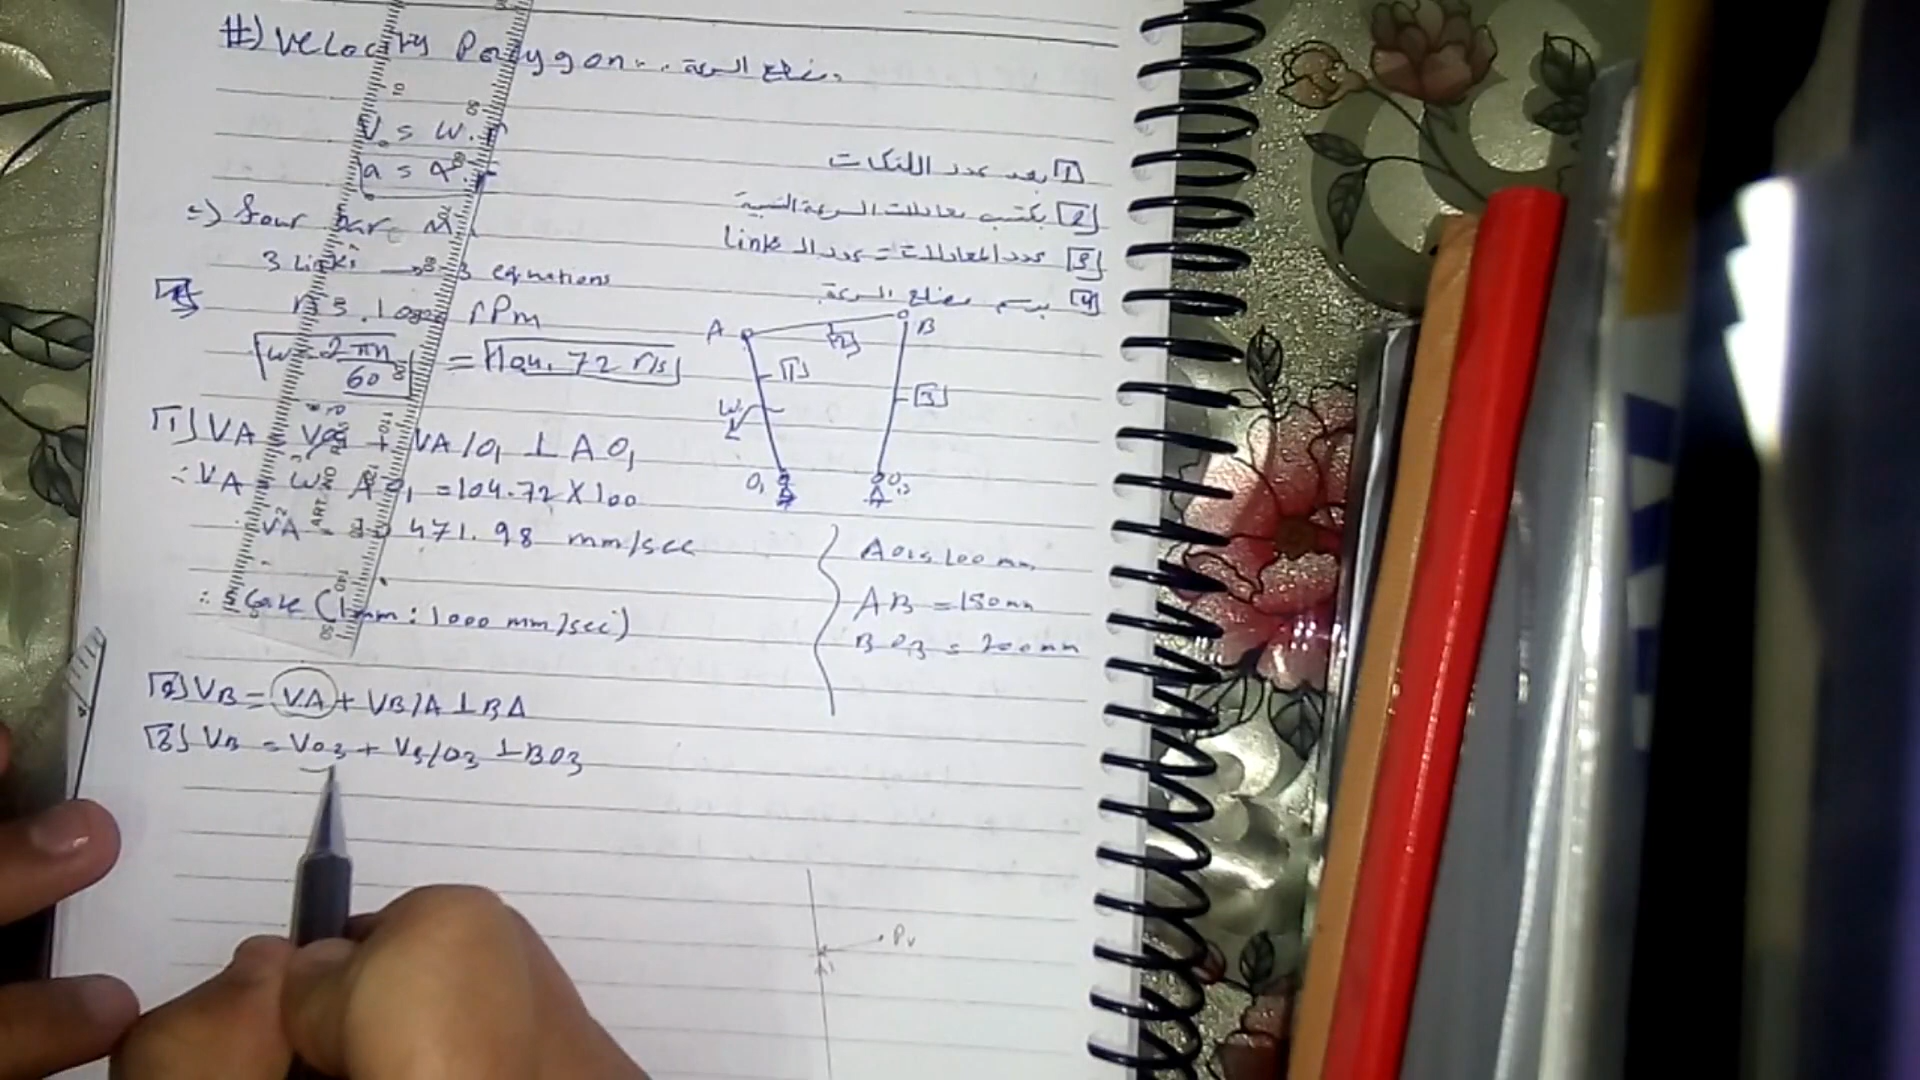 #) Velocity Polygon.. مضلع السرعة.
V = w.r
a = α.r
=) four bar M.
3 Links → 3 equations
rPm
w = 2πn/60 = 104.72 r/s
[1] VA = VO1 + VA/O1 ⊥ AO1
∴ VA = w AO1 = 104.72 X 100
VA = 10 471.98 mm/sec
∴ Scale (1mm : 1000 mm/sec)
[2] VB = VA + VB/A ⊥ BA
[3] VB = VO3 + VB/O3 ⊥ BO3
[1] بعد عدد اللنكات
[2] بكتب معادلات السرعة النسبية
[3] عدد المعادلات = عدد الـ Link
[4] برسم مضلع السرعة.
A
B
[2]
[1]
[3]
w
O1
O3
AO1 = 100 mm
AB = 150 mm
BO3 = 200 mm
Pv
ART AND